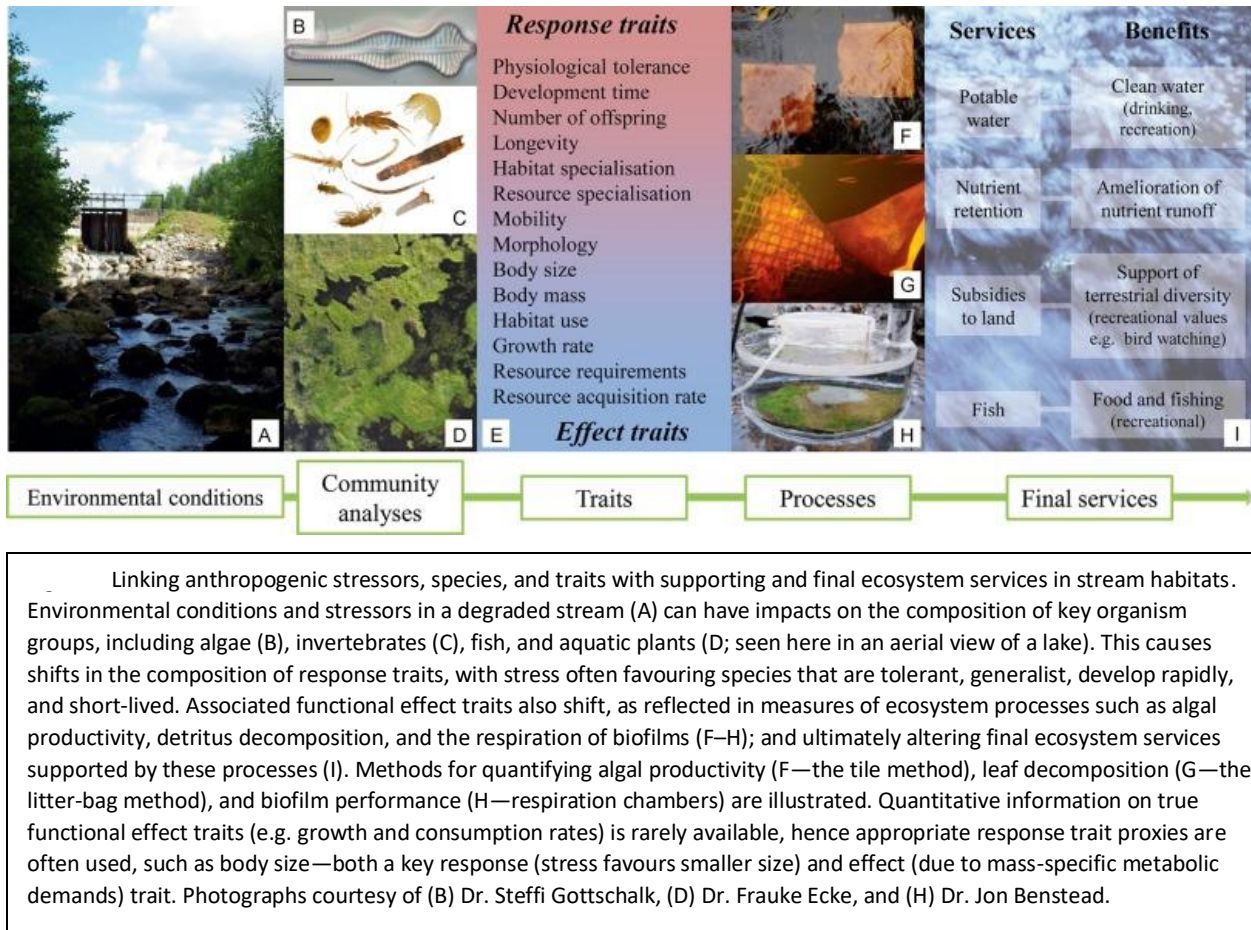 B
C
D
A
Response traits
Physiological tolerance
Development time
Number of offspring
Longevity
Habitat specialisation
Resource specialisation
Mobility
Morphology
Body size
Body mass
Habitat use
Growth rate
Resource requirements
Resource acquisition rate
E
Effect traits
F
G
H
Services
Benefits
Potable
water
Clean water
(drinking,
recreation)
Nutrient
retention
Amelioration of
nutrient runoff
Subsidies
to land
Support of
terrestrial diversity
(recreational values
e.g. bird watching)
Fish
Food and fishing
(recreational)
I
Environmental conditions
Community
analyses
Traits
Processes
Final services
Linking anthropogenic stressors, species, and traits with supporting and final ecosystem services in stream habitats.
Environmental conditions and stressors in a degraded stream (A) can have impacts on the composition of key organism
groups, including algae (B), invertebrates (C), fish, and aquatic plants (D; seen here in an aerial view of a lake). This causes
shifts in the composition of response traits, with stress often favouring species that are tolerant, generalist, develop rapidly,
and short-lived. Associated functional effect traits also shift, as reflected in measures of ecosystem processes such as algal
productivity, detritus decomposition, and the respiration of biofilms (F–H); and ultimately altering final ecosystem services
supported by these processes (I). Methods for quantifying algal productivity (F—the tile method), leaf decomposition (G—the
litter-bag method), and biofilm performance (H—respiration chambers) are illustrated. Quantitative information on true
functional effect traits (e.g. growth and consumption rates) is rarely available, hence appropriate response trait proxies are
often used, such as body size—both a key response (stress favours smaller size) and effect (due to mass-specific metabolic
demands) trait. Photographs courtesy of (B) Dr. Steffi Gottschalk, (D) Dr. Frauke Ecke, and (H) Dr. Jon Benstead.